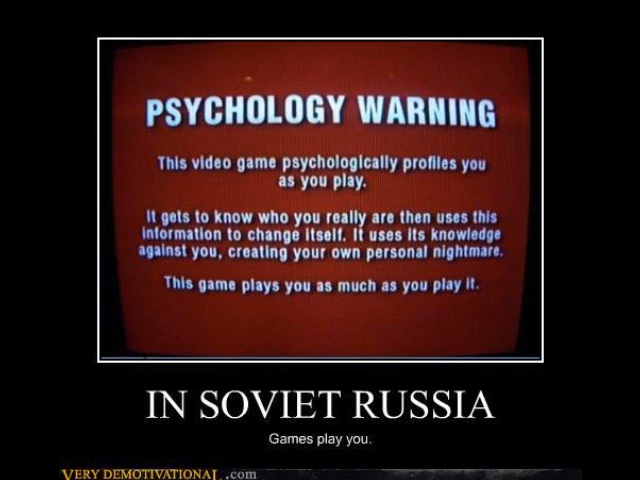 PSYCHOLOGY WARNING
This video game psychologically profiles you
as you play.
It gets to know who you really are then uses this
information to change itself. It uses its knowledge
against you, creating your own personal nightmare.
This game plays you as much as you play it.
IN SOVIET RUSSIA
Games play you.
VERY DEMOTIVATIONAL .com